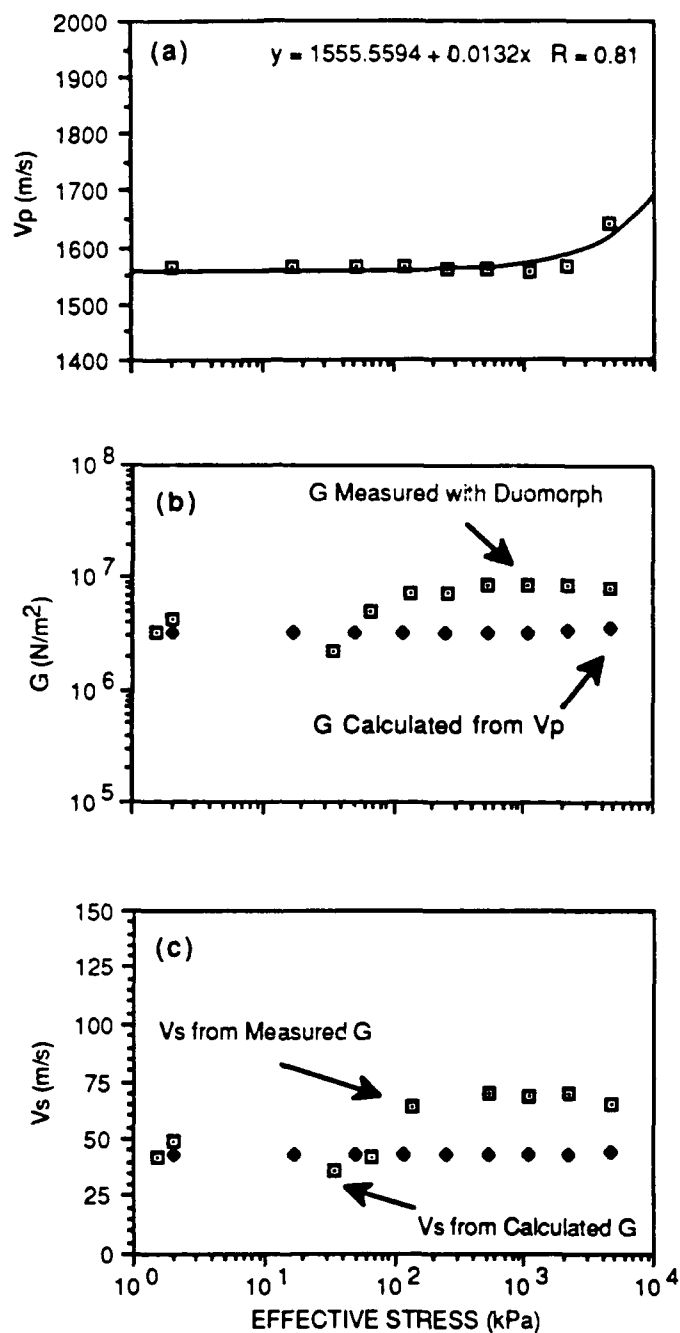 2000
(a) y = 1555.5594 + 0.0132x R = 0.81
1900
1800
Vp (m/s)
1700
1600
1500
1400
10^8
(b)
G Measured with Duomorph
10^7
G (N/m^2)
10^6
G Calculated from Vp
10^5
150
(c)
125
100
Vs from Measured G
Vs (m/s)
75
50
25
Vs from Calculated G
0
10^0 10^1 10^2 10^3 10^4
EFFECTIVE STRESS (kPa)